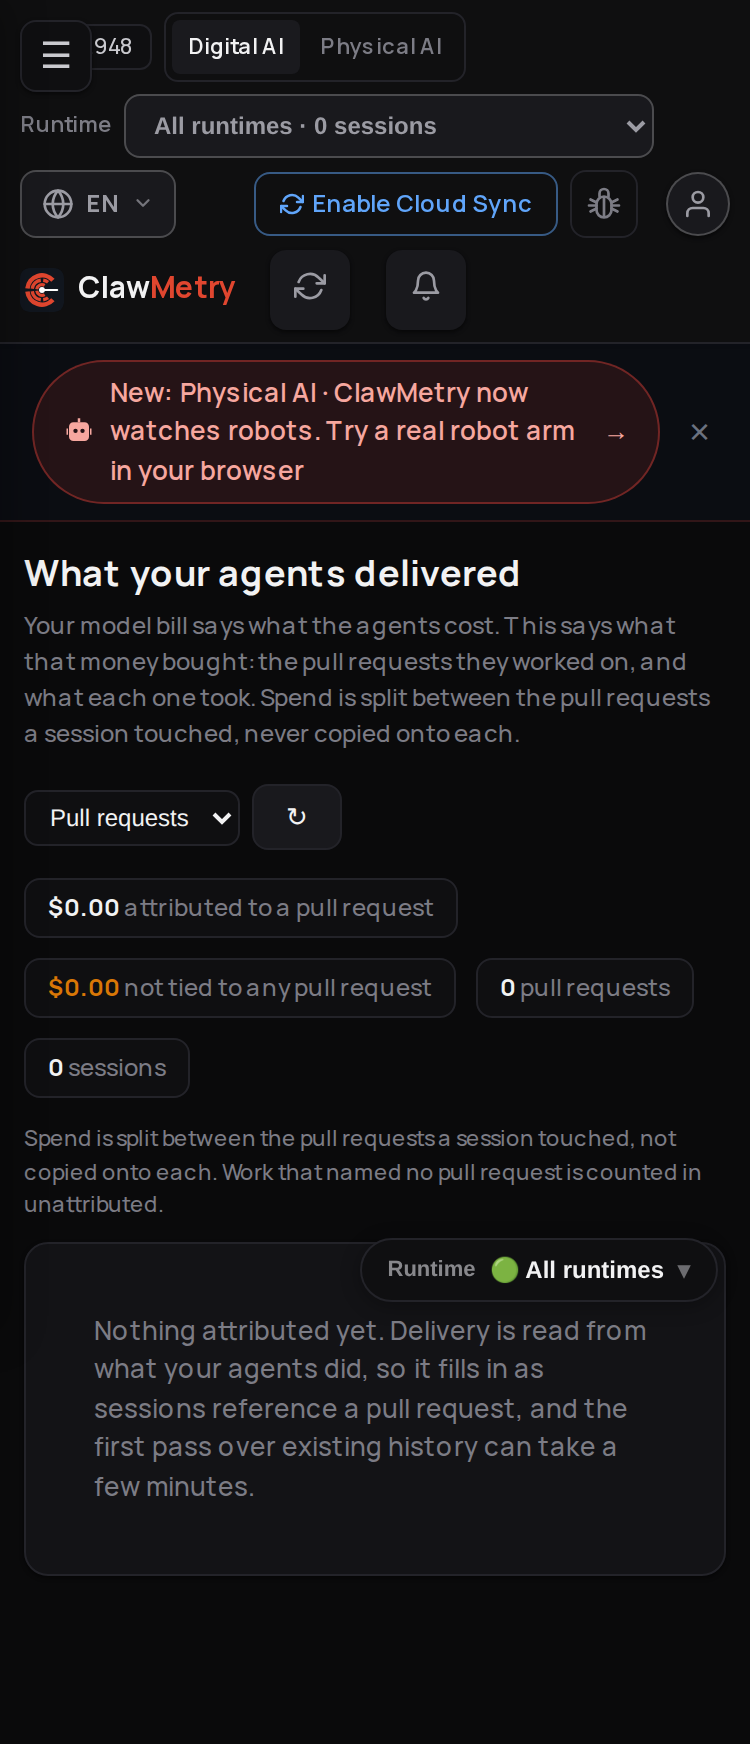 948
Digital AI
Physical AI
Runtime
All runtimes · 0 sessions
EN
Enable Cloud Sync
ClawMetry
New: Physical AI · ClawMetry now
watches robots. Try a real robot arm →
in your browser
×
What your agents delivered
Your model bill says what the agents cost. This says what
that money bought: the pull requests they worked on, and
what each one took. Spend is split between the pull requests
a session touched, never copied onto each.
Pull requests
↻
$0.00 attributed to a pull request
$0.00 not tied to any pull request
0 pull requests
0 sessions
Spend is split between the pull requests a session touched, not
copied onto each. Work that named no pull request is counted in
unattributed.
Runtime All runtimes ▾
Nothing attributed yet. Delivery is read from
what your agents did, so it fills in as
sessions reference a pull request, and the
first pass over existing history can take a
few minutes.